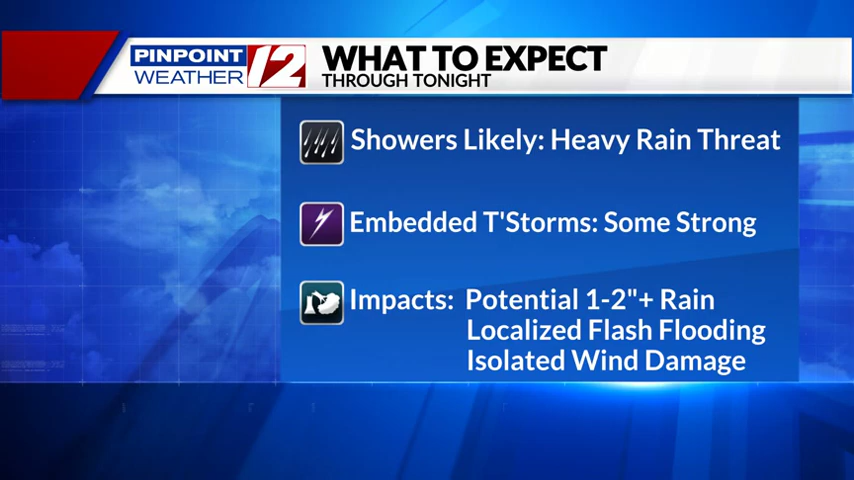 PINPOINT
WEATHER 12
WHAT TO EXPECT
THROUGH TONIGHT
Showers Likely: Heavy Rain Threat
Embedded T'Storms: Some Strong
Impacts: Potential 1-2"+ Rain
Localized Flash Flooding
Isolated Wind Damage